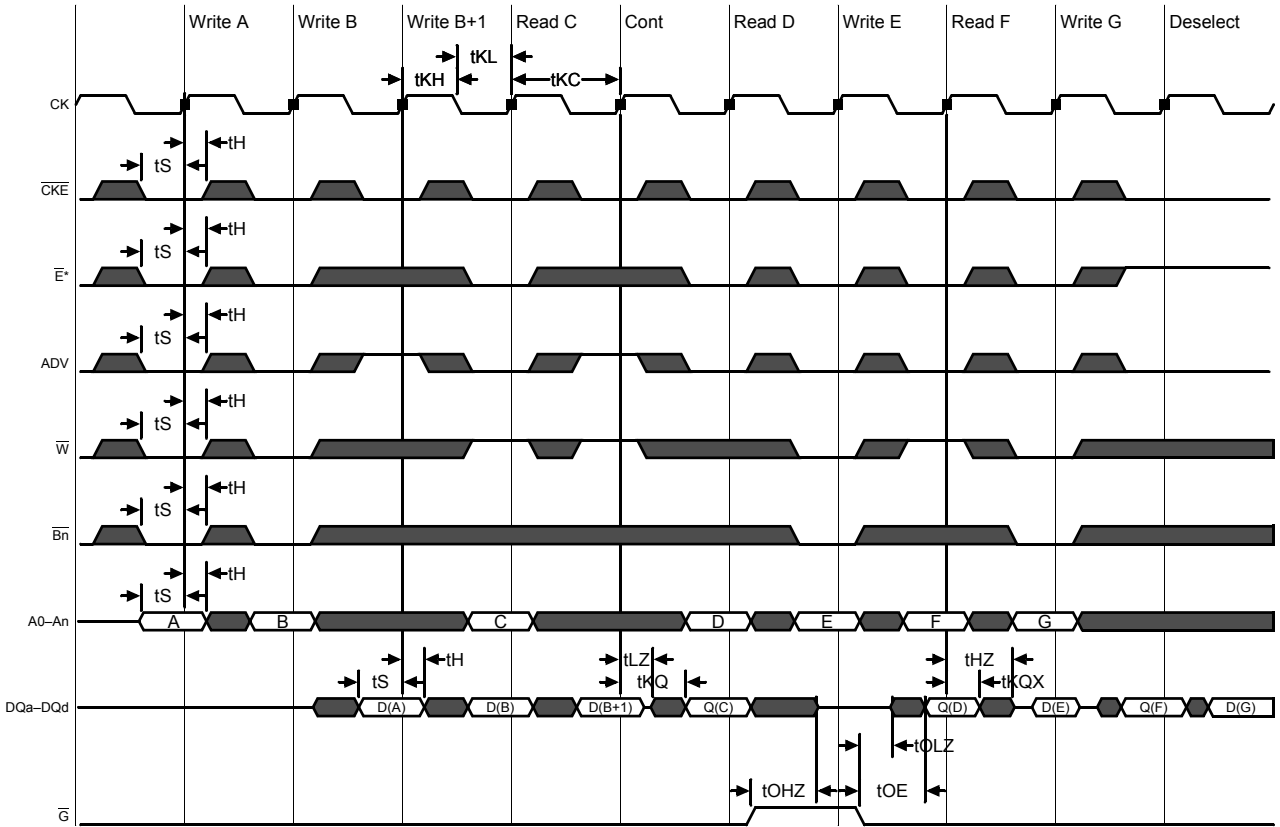 Write A Write B Write B+1 Read C Cont Read D Write E Read F Write G Deselect
tKL
tKH tKC
CK
tH
tS
CKE
tH
tS
E*
tH
tS
ADV
tH
tS
W
tH
tS
Bn
tH
tS
A0–An A B C D E F G
tH tLZ tHZ
tS tKQ tKQX
DQa–DQd D(A) D(B) D(B+1) Q(C) Q(D) D(E) Q(F) D(G)
tOLZ
tOHZ tOE
G